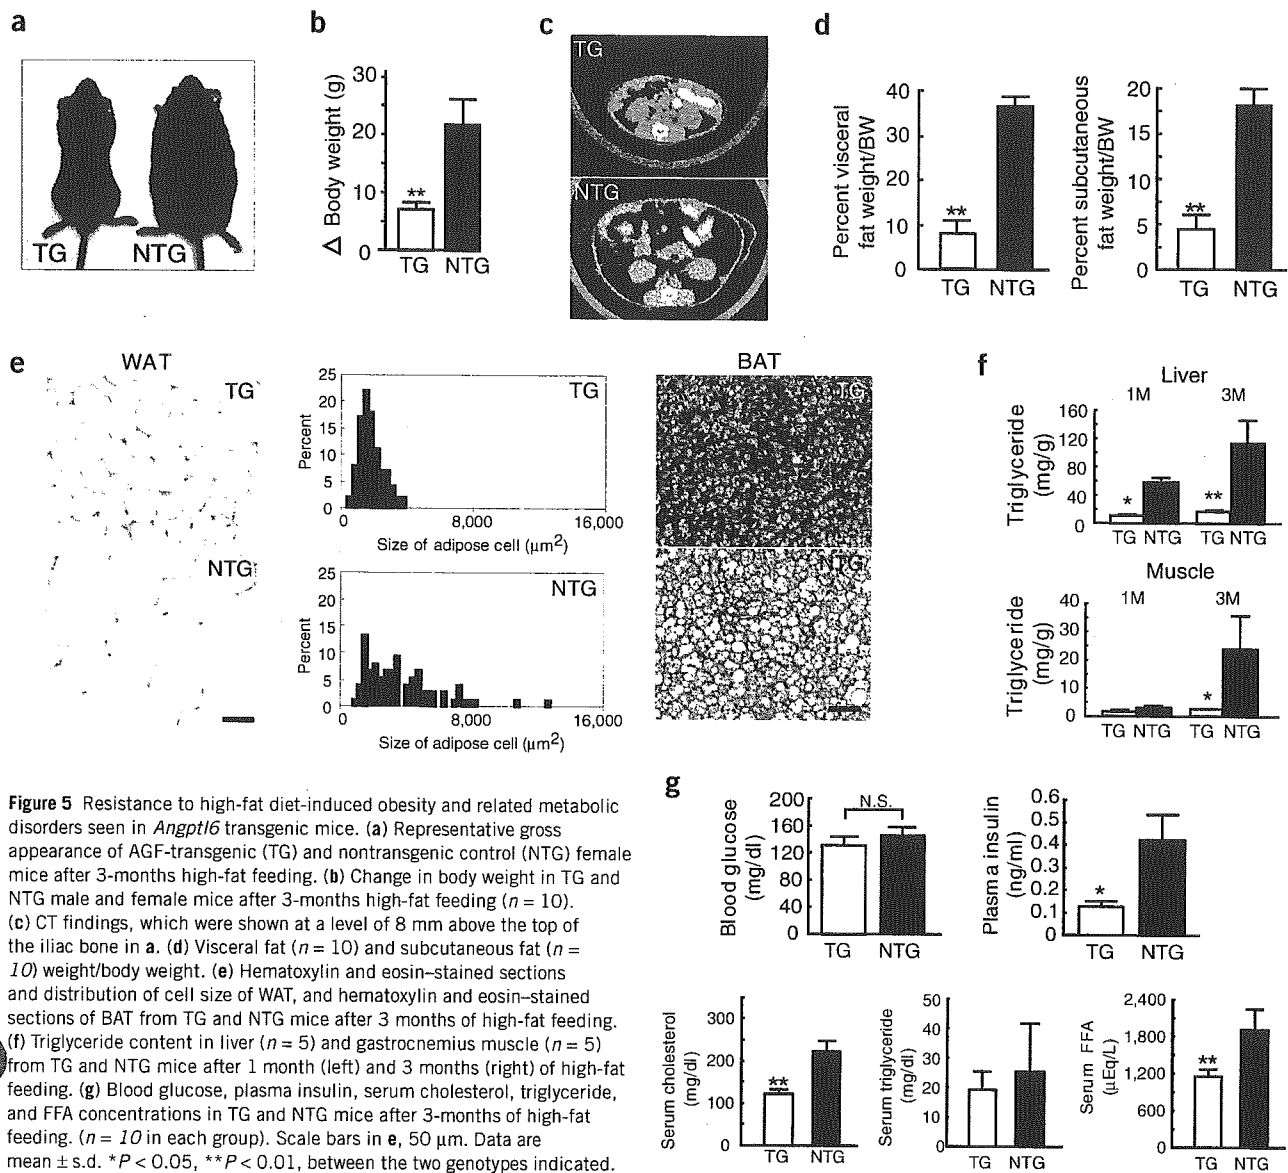 a
TG NTG
b
Δ Body weight (g)
30
20
10
0
**
TG NTG
c
TG
NTG
d
Percent visceral
fat weight/BW
40
30
20
10
0
**
TG NTG
Percent subcutaneous
fat weight/BW
20
15
10
5
0
**
TG NTG
e
WAT
TG
NTG
Percent
25
20
15
10
5
0
TG
0 8,000 16,000
Size of adipose cell (µm2)
Percent
25
20
15
10
5
0
NTG
0 8,000 16,000
Size of adipose cell (µm2)
BAT
TG
NTG
f
Liver
1M 3M
Triglyceride
(mg/g)
160
120
80
40
0
* **
TG NTG TG NTG
Muscle
1M 3M
Triglyceride
(mg/g)
40
30
20
10
0
*
TG NTG TG NTG
Figure 5 Resistance to high-fat diet-induced obesity and related metabolic
disorders seen in Angptl6 transgenic mice. (a) Representative gross
appearance of AGF-transgenic (TG) and nontransgenic control (NTG) female
mice after 3-months high-fat feeding. (b) Change in body weight in TG and
NTG male and female mice after 3-months high-fat feeding (n = 10).
(c) CT findings, which were shown at a level of 8 mm above the top of
the iliac bone in a. (d) Visceral fat (n = 10) and subcutaneous fat (n =
10) weight/body weight. (e) Hematoxylin and eosin–stained sections
and distribution of cell size of WAT, and hematoxylin and eosin–stained
sections of BAT from TG and NTG mice after 3 months of high-fat feeding.
(f) Triglyceride content in liver (n = 5) and gastrocnemius muscle (n = 5)
from TG and NTG mice after 1 month (left) and 3 months (right) of high-fat
feeding. (g) Blood glucose, plasma insulin, serum cholesterol, triglyceride,
and FFA concentrations in TG and NTG mice after 3-months of high-fat
feeding. (n = 10 in each group). Scale bars in e, 50 µm. Data are
mean ± s.d. *P < 0.05, **P < 0.01, between the two genotypes indicated.
g
Blood glucose
(mg/dl)
200
160
120
80
40
0
N.S.
TG NTG
Plasma insulin
(ng/ml)
0.6
0.5
0.4
0.3
0.2
0.1
0
*
TG NTG
Serum cholesterol
(mg/dl)
300
200
100
0
**
TG NTG
Serum triglyceride
(mg/dl)
50
40
30
20
10
0
TG NTG
Serum FFA
(µEq/L)
2,400
1,800
1,200
600
0
**
TG NTG